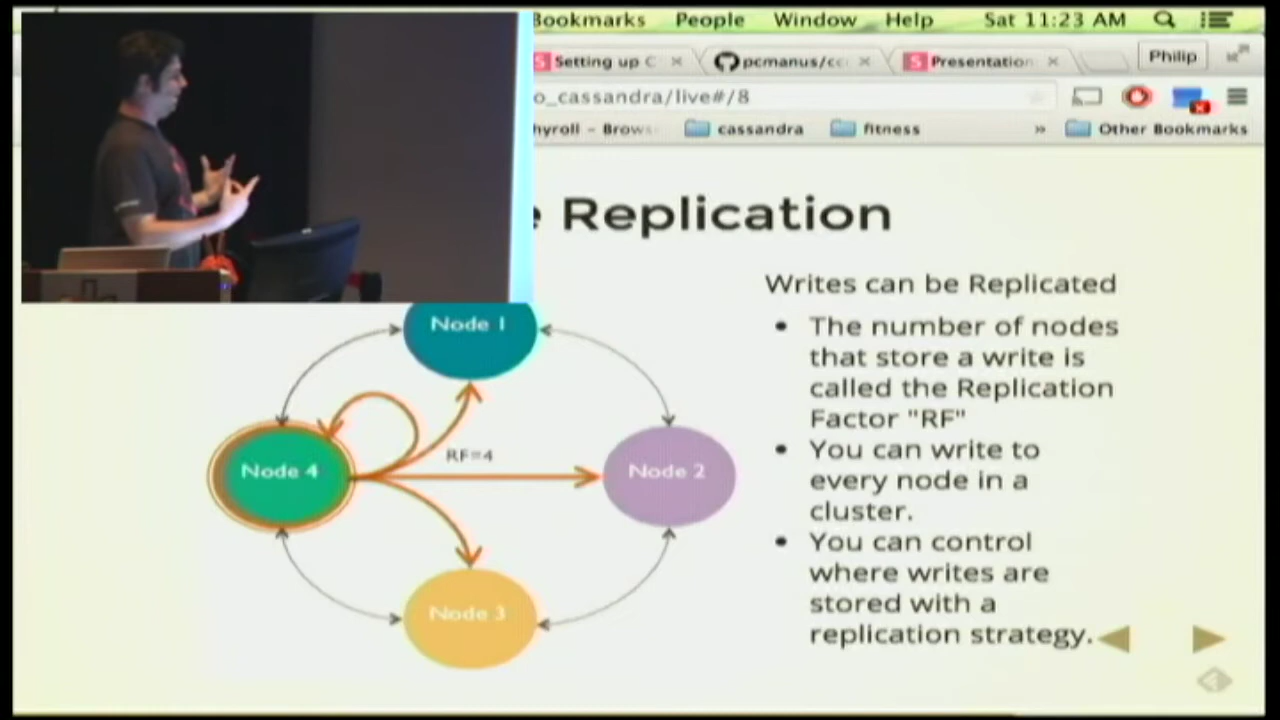 Bookmarks People Window Help Sat 11:23 AM
Setting up C pcmanus/cc Presentation Philip
o_cassandra/live#/8
hyroll - Brows cassandra fitness » Other Bookmarks
e Replication
Writes can be Replicated
• The number of nodes
that store a write is
called the Replication
Factor "RF"
• You can write to
every node in a
cluster.
• You can control
where writes are
stored with a
replication strategy.
Node 1
Node 4
RF=4
Node 2
Node 3